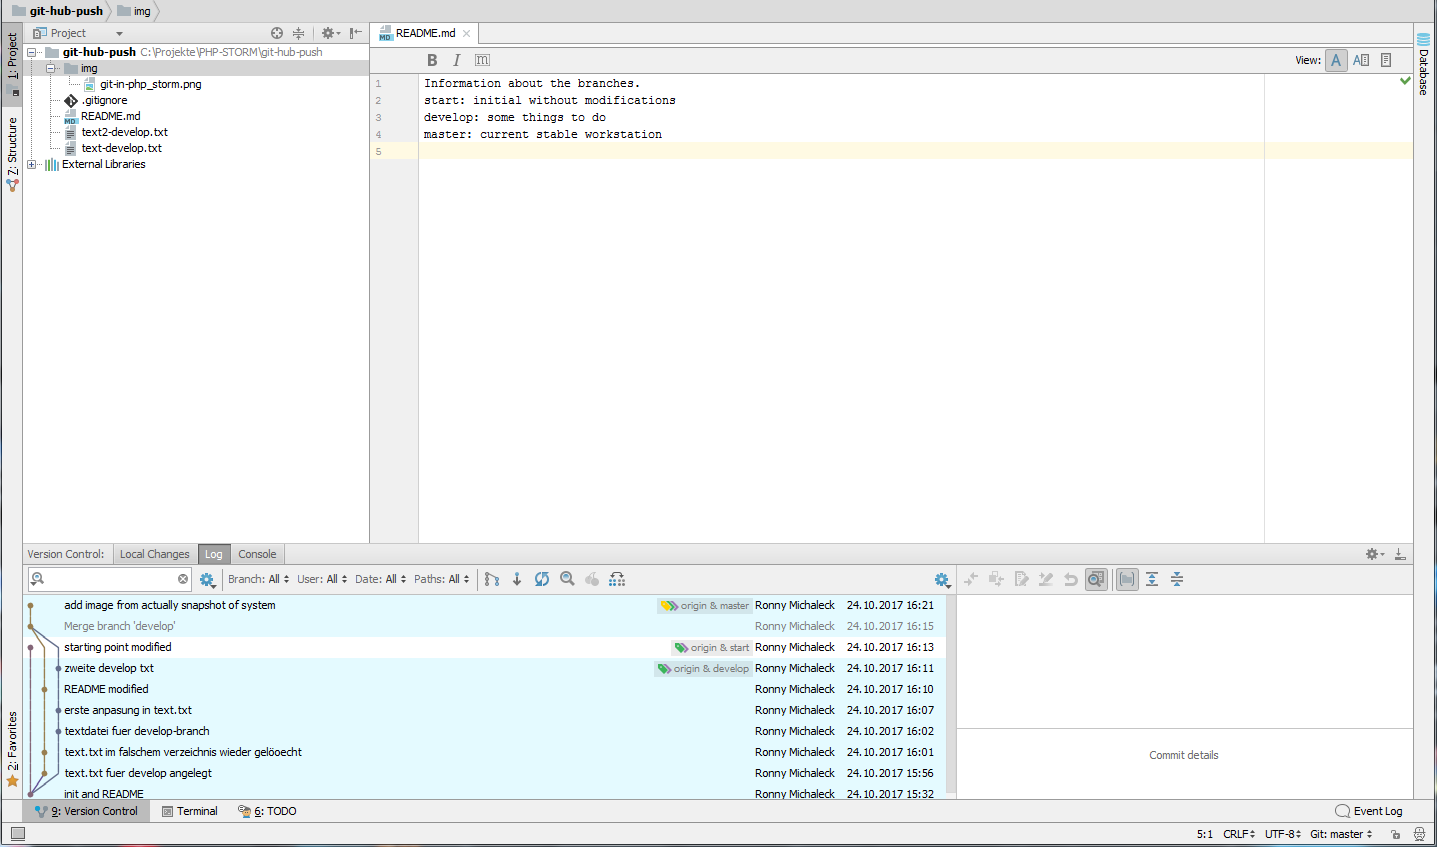 git-hub-push img
1: Project
Project
git-hub-push C:\Projekte\PHP-STORM\git-hub-push
img
git-in-php_storm.png
.gitignore
MD README.md
text2-develop.txt
text-develop.txt
External Libraries
7: Structure
2: Favorites
MD README.md
B I m
View: A A
1 Information about the branches.
2 start: initial without modifications
3 develop: some things to do
4 master: current stable workstation
5
Database
Version Control: Local Changes Log Console
Branch: All User: All Date: All Paths: All
add image from actually snapshot of system origin & master Ronny Michaleck 24.10.2017 16:21
Merge branch 'develop' Ronny Michaleck 24.10.2017 16:15
starting point modified origin & start Ronny Michaleck 24.10.2017 16:13
zweite develop txt origin & develop Ronny Michaleck 24.10.2017 16:11
README modified Ronny Michaleck 24.10.2017 16:10
erste anpasung in text.txt Ronny Michaleck 24.10.2017 16:07
textdatei fuer develop-branch Ronny Michaleck 24.10.2017 16:02
text.txt im falschem verzeichnis wieder gelöoecht Ronny Michaleck 24.10.2017 16:01
text.txt fuer develop angelegt Ronny Michaleck 24.10.2017 15:56
init and README Ronny Michaleck 24.10.2017 15:32
Commit details
9: Version Control Terminal 6: TODO Event Log
5:1 CRLF UTF-8 Git: master